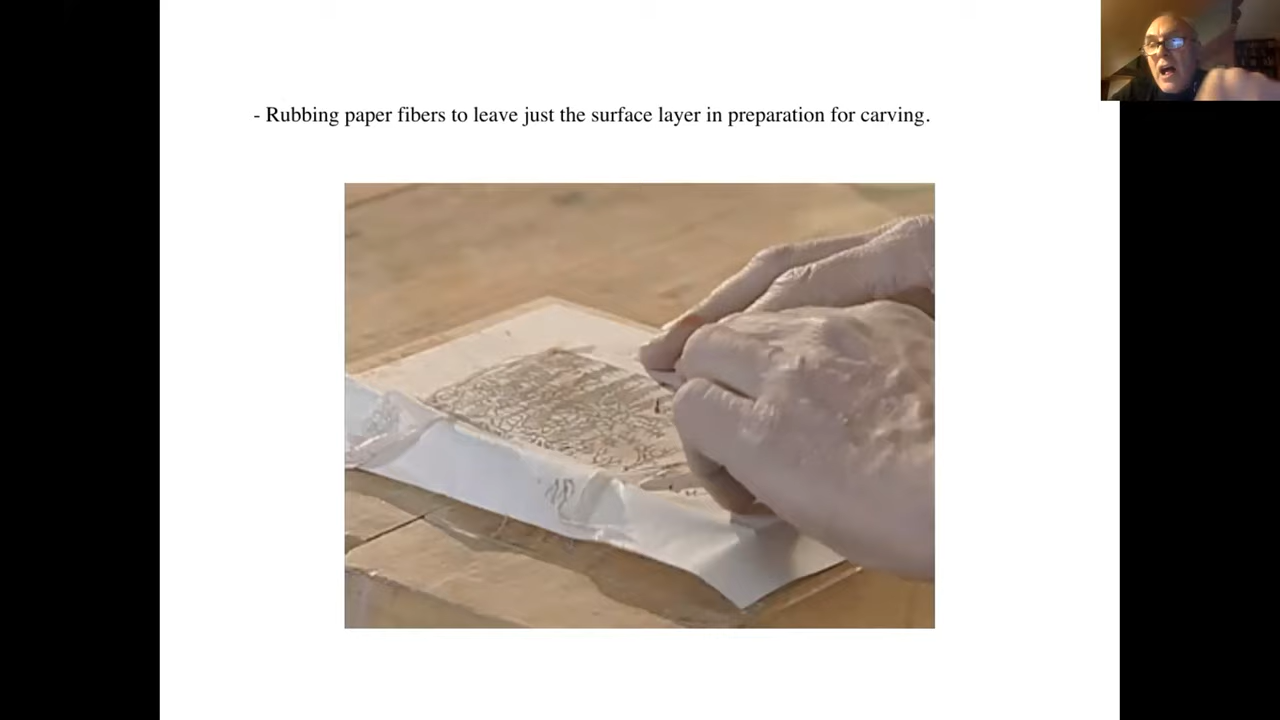 - Rubbing paper fibers to leave just the surface layer in preparation for carving.